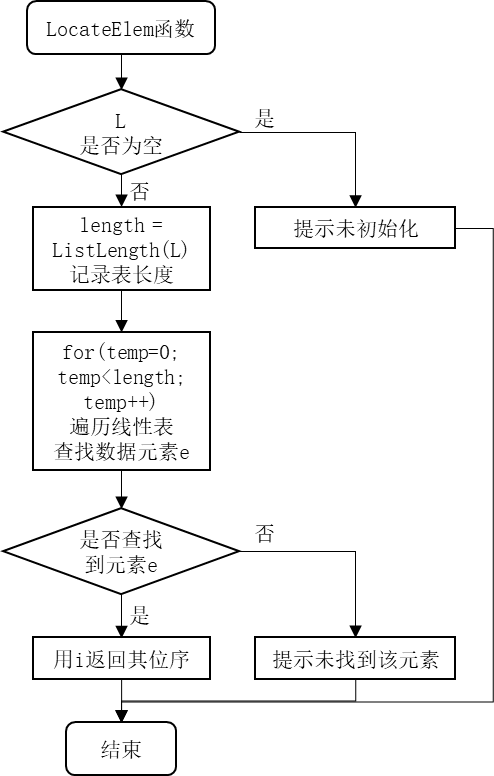 LocateElem函数
L
是否为空
是
否
length =
ListLength(L)
记录表长度
提示未初始化
for(temp=0;
temp<length;
temp++)
遍历线性表
查找数据元素e
是否查找
到元素e
否
是
用i返回其位序
提示未找到该元素
结束